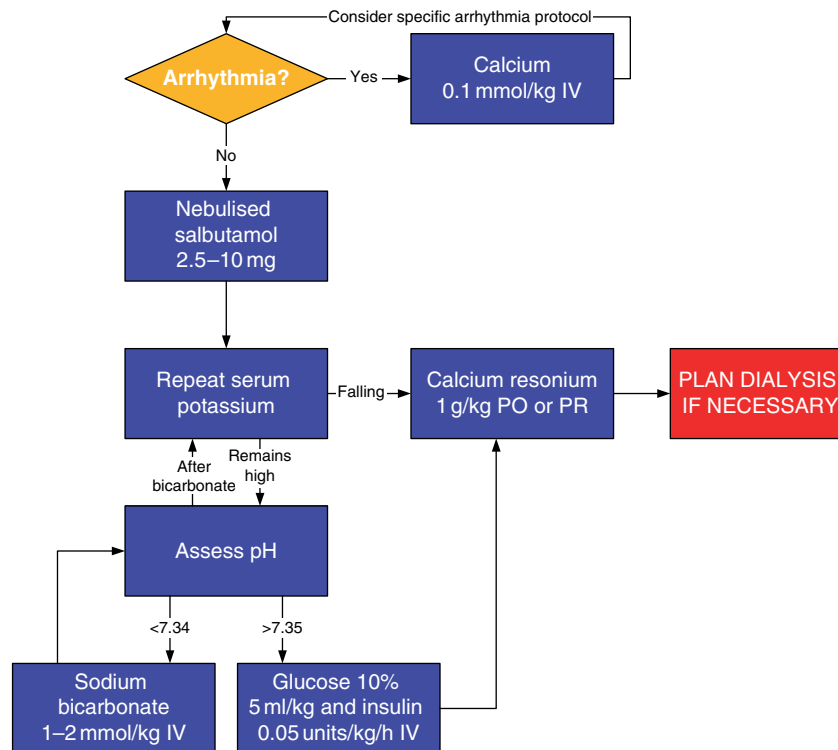 Consider specific arrhythmia protocol
Arrhythmia?
Yes
Calcium
0.1 mmol/kg IV
No
Nebulised
salbutamol
2.5–10 mg
Repeat serum
potassium
Falling
Calcium resonium
1 g/kg PO or PR
PLAN DIALYSIS
IF NECESSARY
After
bicarbonate
Remains
high
Assess pH
<7.34
>7.35
Sodium
bicarbonate
1–2 mmol/kg IV
Glucose 10%
5 ml/kg and insulin
0.05 units/kg/h IV